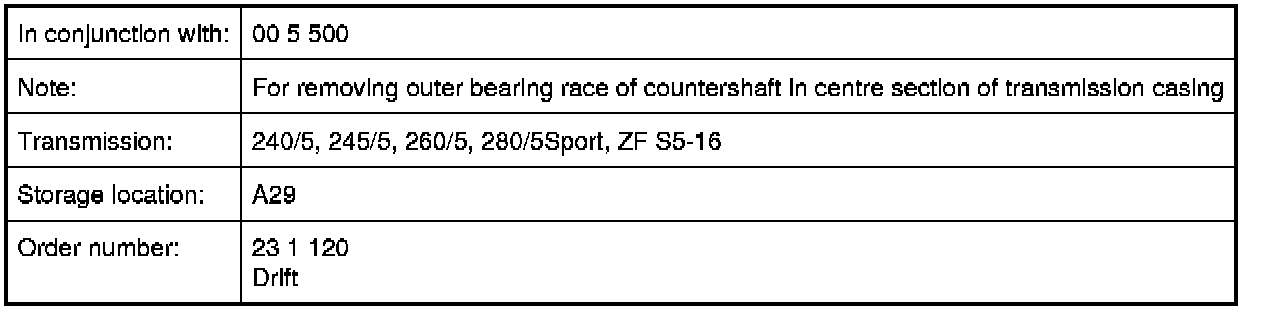 In conjunction with: 00 5 500
Note: For removing outer bearing race of countershaft in centre section of transmission casing
Transmission: 240/5, 245/5, 260/5, 280/5Sport, ZF S5-16
Storage location: A29
Order number: 23 1 120
Drift